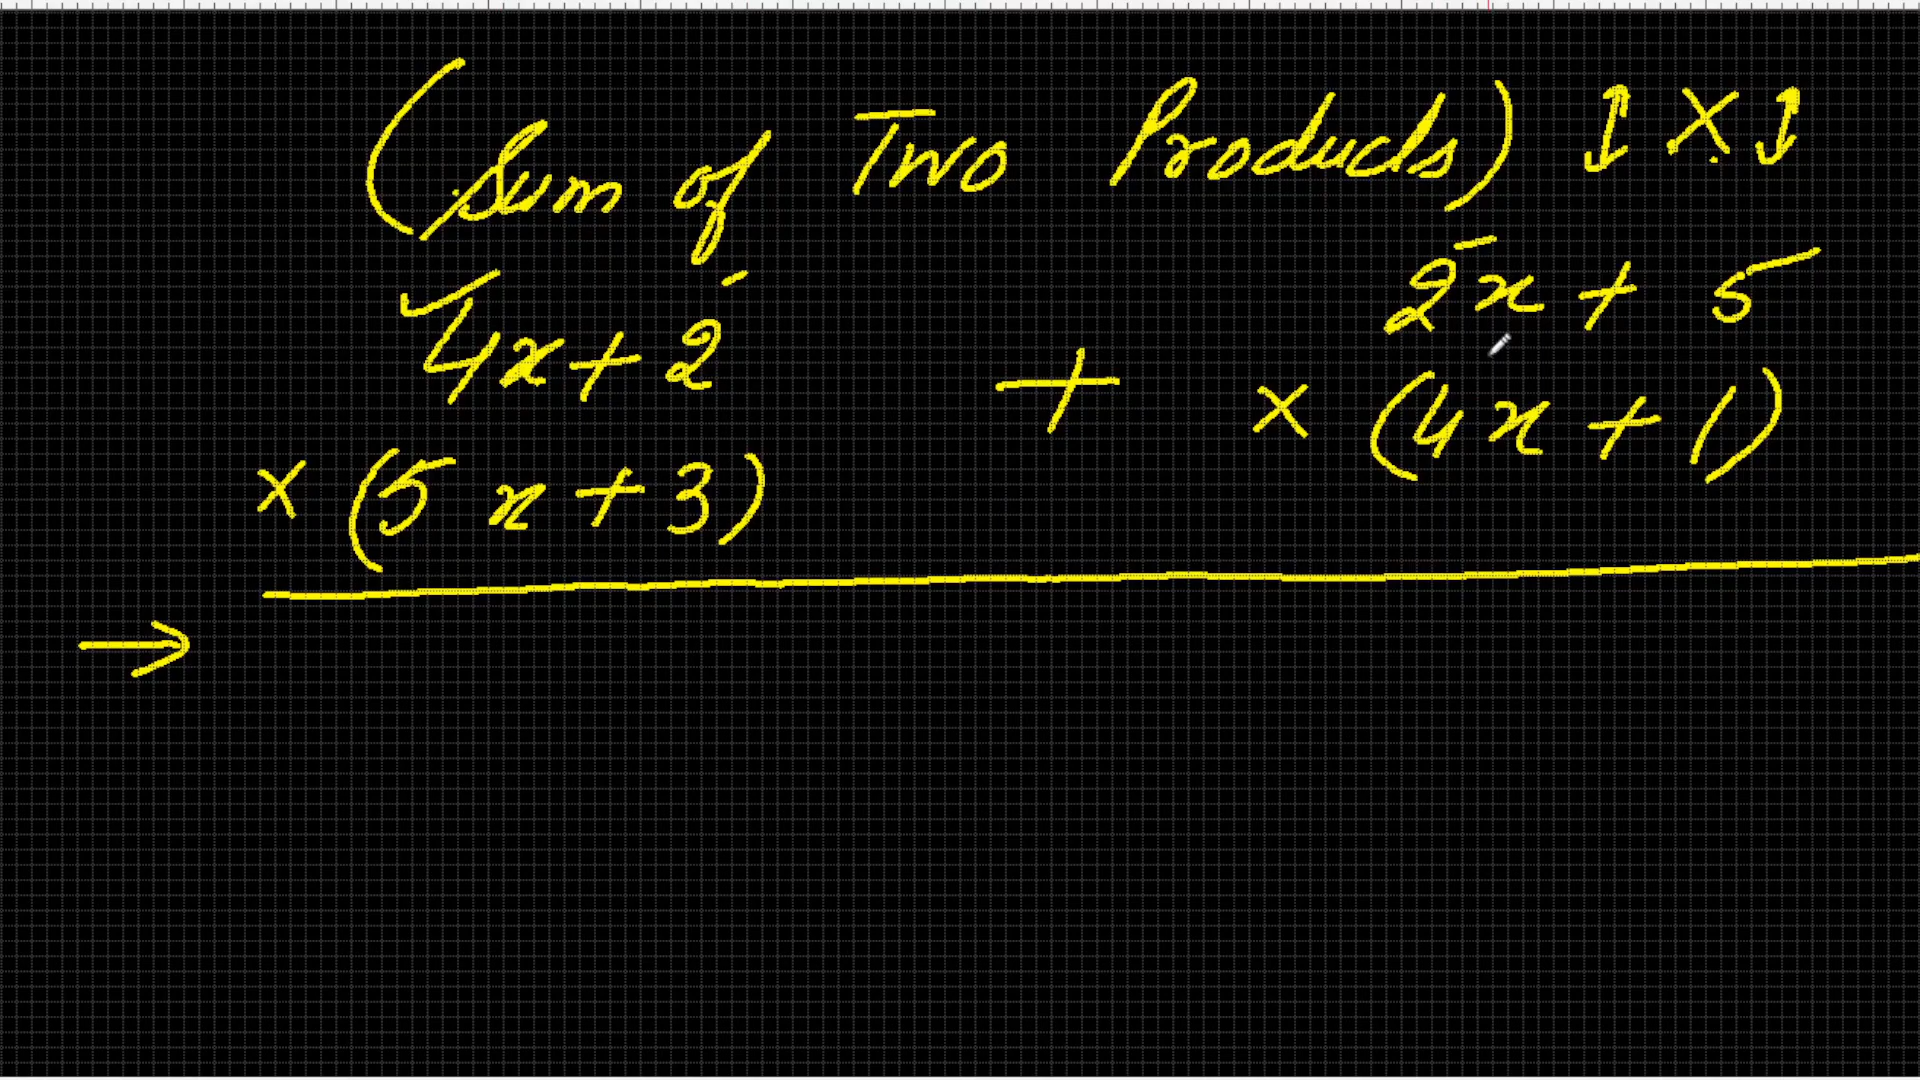 (Sum of Two Products) ↕ × ↕
4x + 2 + 2x + 5
× (5x + 3) × (4x + 1)
→